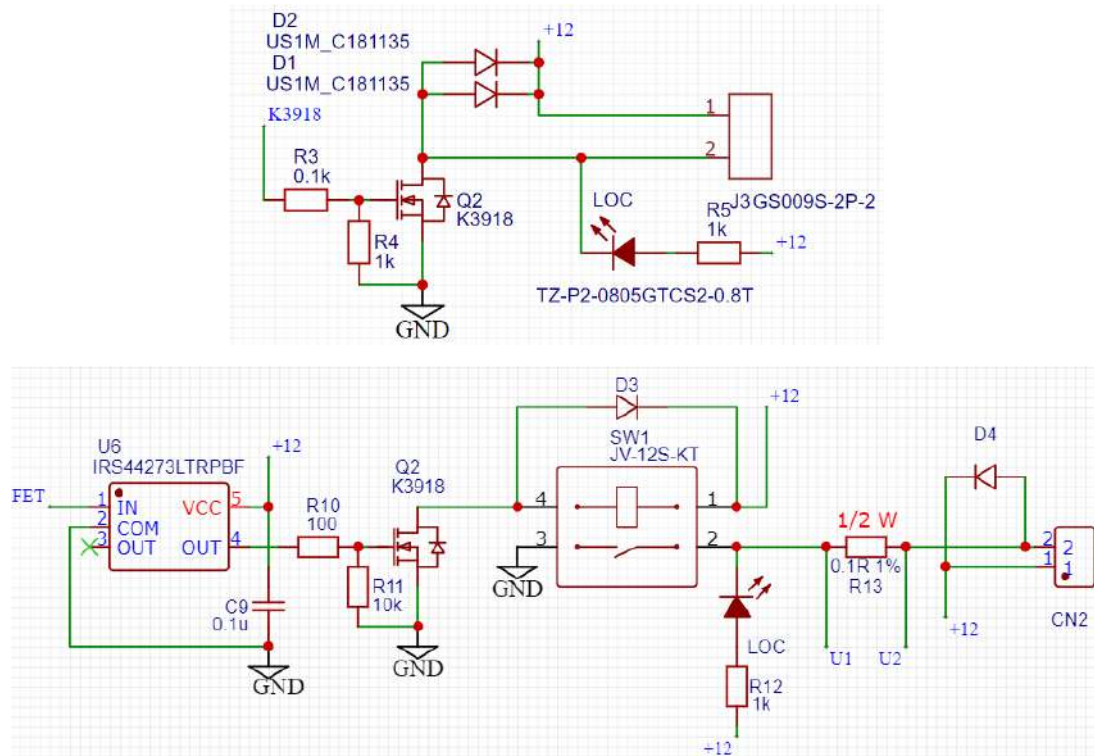 D2
US1M_C181135
D1
US1M_C181135
+12
K3918
1
2
R3
0.1k
J3GS009S-2P-2
Q2
K3918
LOC
R5
1k
R4
1k
+12
TZ-P2-0805GTCS2-0.8T
GND
D3
+12
U6
IRS44273LTRPBF
+12
SW1
JV-12S-KT
D4
Q2
K3918
FET
1 IN VCC 5
2 COM
3 OUT OUT 4
R10
100
4
1
3
2
1/2 W
0.1R 1%
R13
2 2
1 1
GND
R11
10k
C9
0.1u
CN2
+12
LOC
U1
U2
GND
GND
R12
1k
+12